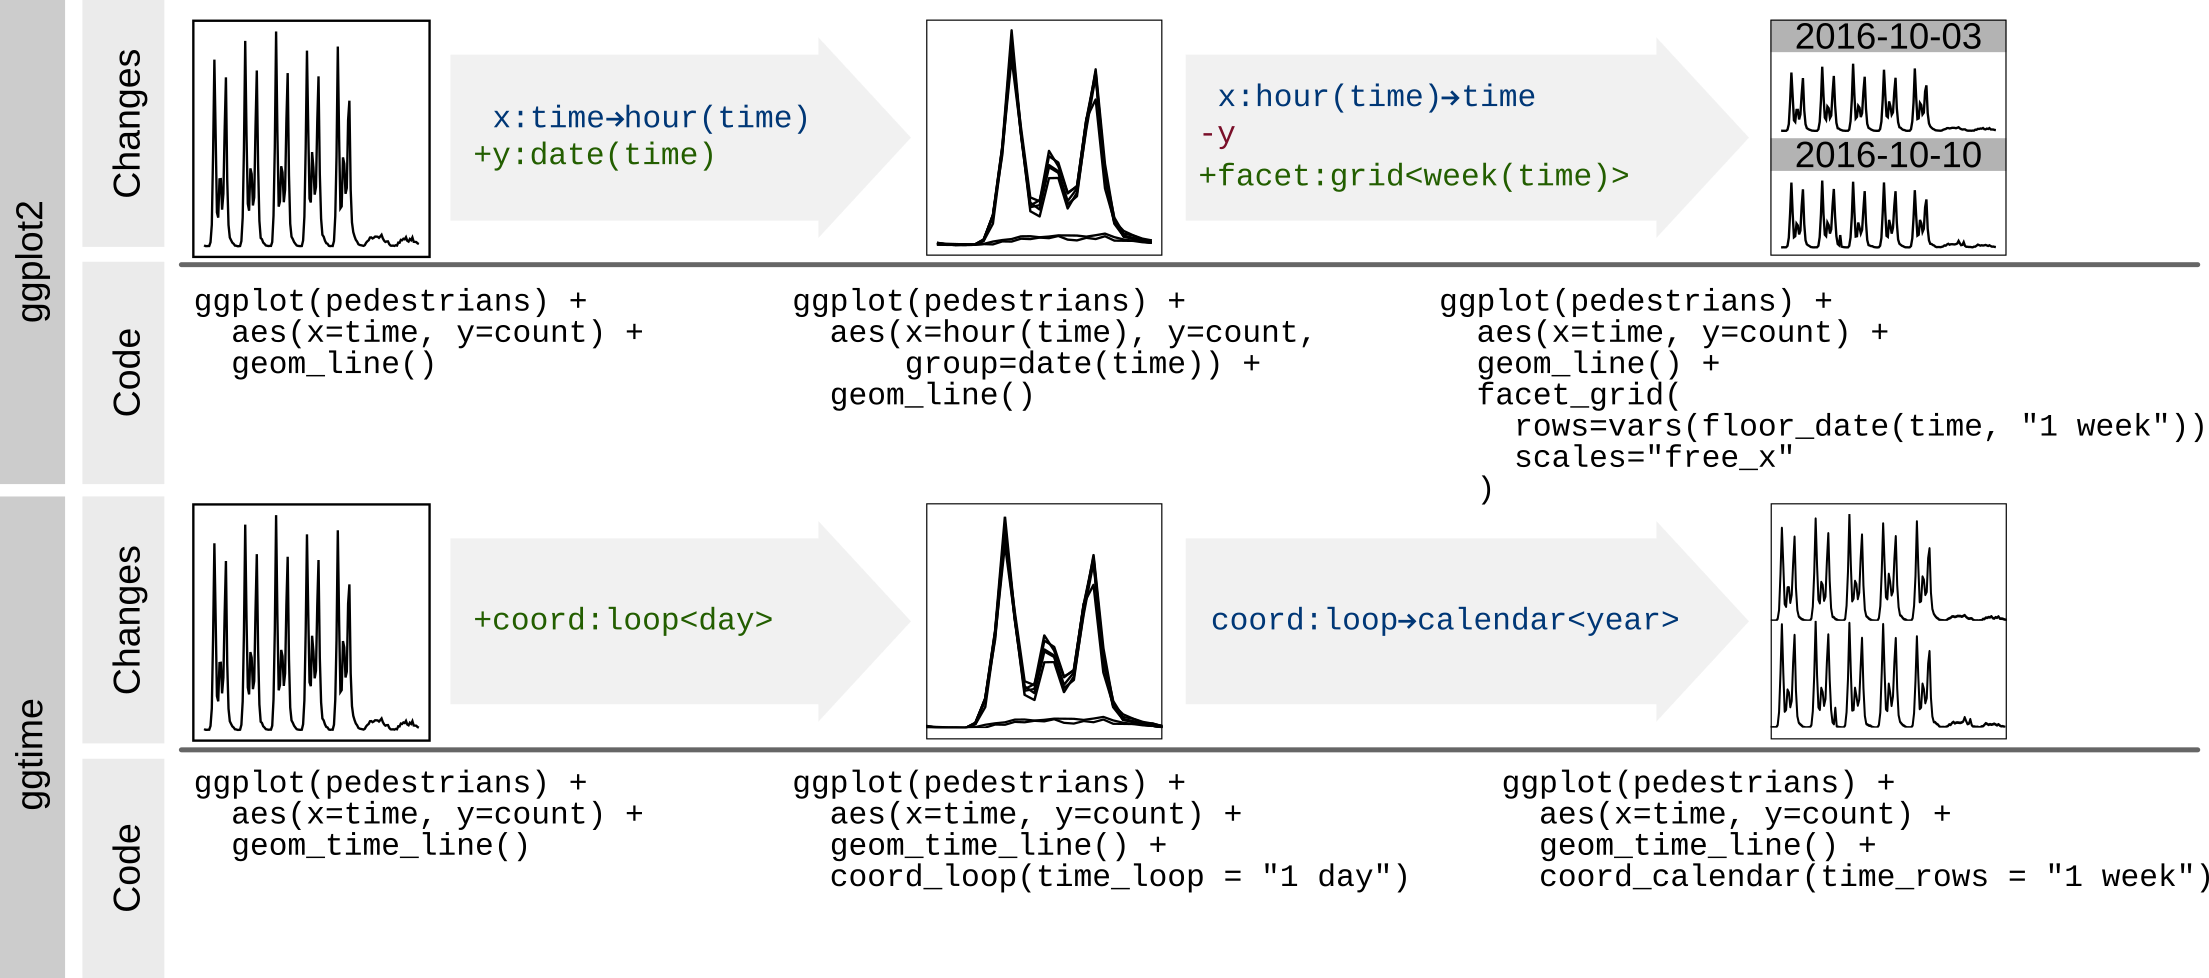 ggplot2
Changes
x:time→hour(time)
+y:date(time)
x:hour(time)→time
-y
+facet:grid<week(time)>
2016-10-03
2016-10-10
Code
ggplot(pedestrians) +
  aes(x=time, y=count) +
  geom_line()
ggplot(pedestrians) +
  aes(x=hour(time), y=count,
      group=date(time)) +
  geom_line()
ggplot(pedestrians) +
  aes(x=time, y=count) +
  geom_line() +
  facet_grid(
    rows=vars(floor_date(time, "1 week"))
    scales="free_x"
  )
ggtime
Changes
+coord:loop<day>
coord:loop→calendar<year>
Code
ggplot(pedestrians) +
  aes(x=time, y=count) +
  geom_time_line()
ggplot(pedestrians) +
  aes(x=time, y=count) +
  geom_time_line() +
  coord_loop(time_loop = "1 day")
ggplot(pedestrians) +
  aes(x=time, y=count) +
  geom_time_line() +
  coord_calendar(time_rows = "1 week")